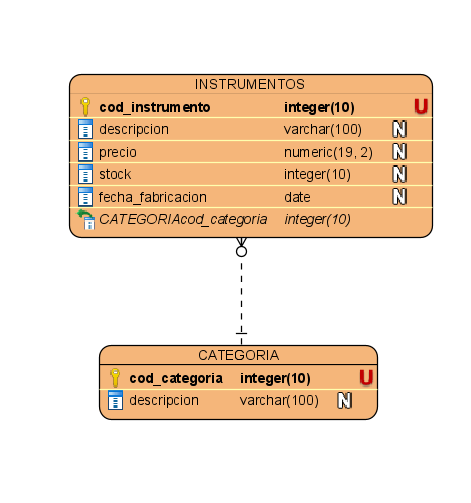 INSTRUMENTOS
cod_instrumento integer(10) U
descripcion varchar(100) N
precio numeric(19, 2) N
stock integer(10) N
fecha_fabricacion date N
CATEGORIAcod_categoria integer(10)
CATEGORIA
cod_categoria integer(10) U
descripcion varchar(100) N